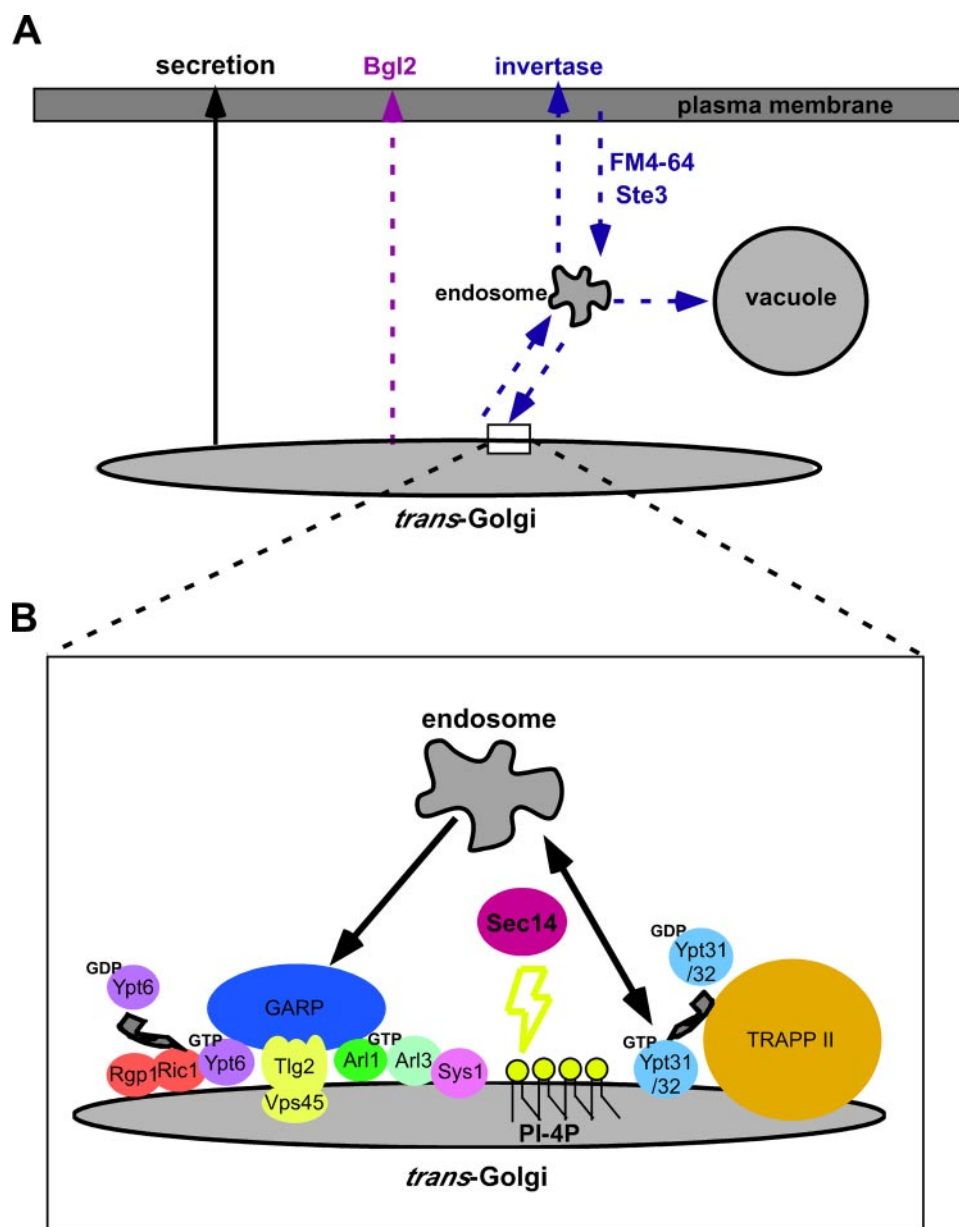 A
secretion
Bgl2
invertase
plasma membrane
FM4-64
Ste3
endosome
vacuole
trans-Golgi
B
endosome
Sec14
GDP
Ypt31
/32
GDP
Ypt6
GARP
TRAPP II
GTP
GTP
GTP
Rgp1
Ric1
Ypt6
Tlg2
Arl1
Arl3
Sys1
Ypt31
/32
Vps45
PI-4P
trans-Golgi